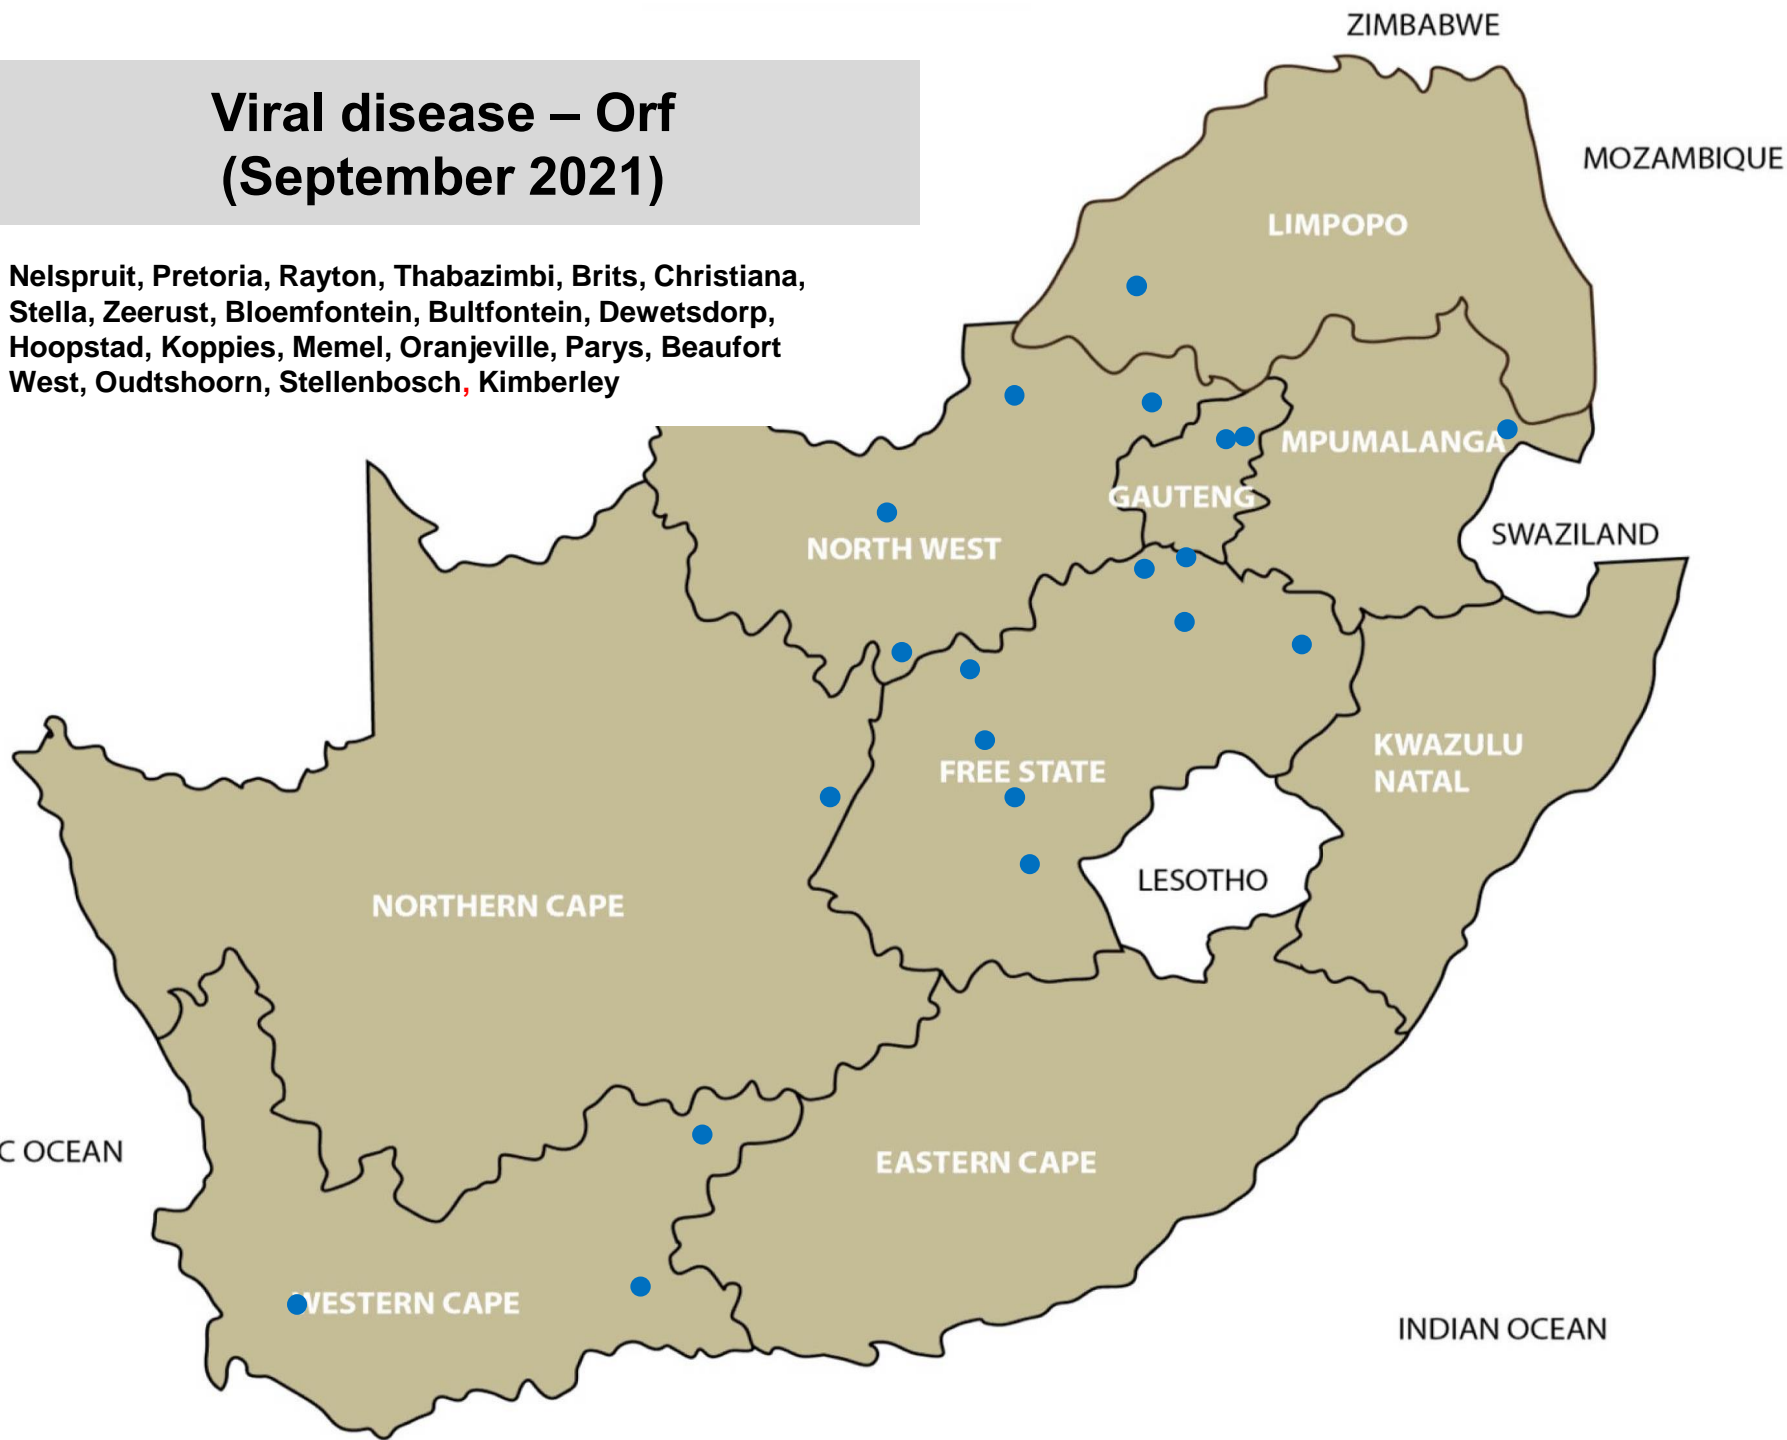 ZIMBABWE
Viral disease – Orf
(September 2021)
MOZAMBIQUE
LIMPOPO
Nelspruit, Pretoria, Rayton, Thabazimbi, Brits, Christiana,
Stella, Zeerust, Bloemfontein, Bultfontein, Dewetsdorp,
Hoopstad, Koppies, Memel, Oranjeville, Parys, Beaufort
West, Oudtshoorn, Stellenbosch, Kimberley
MPUMALANGA
GAUTENG
SWAZILAND
NORTH WEST
KWAZULU
NATAL
FREE STATE
LESOTHO
NORTHERN CAPE
C OCEAN
EASTERN CAPE
WESTERN CAPE
INDIAN OCEAN